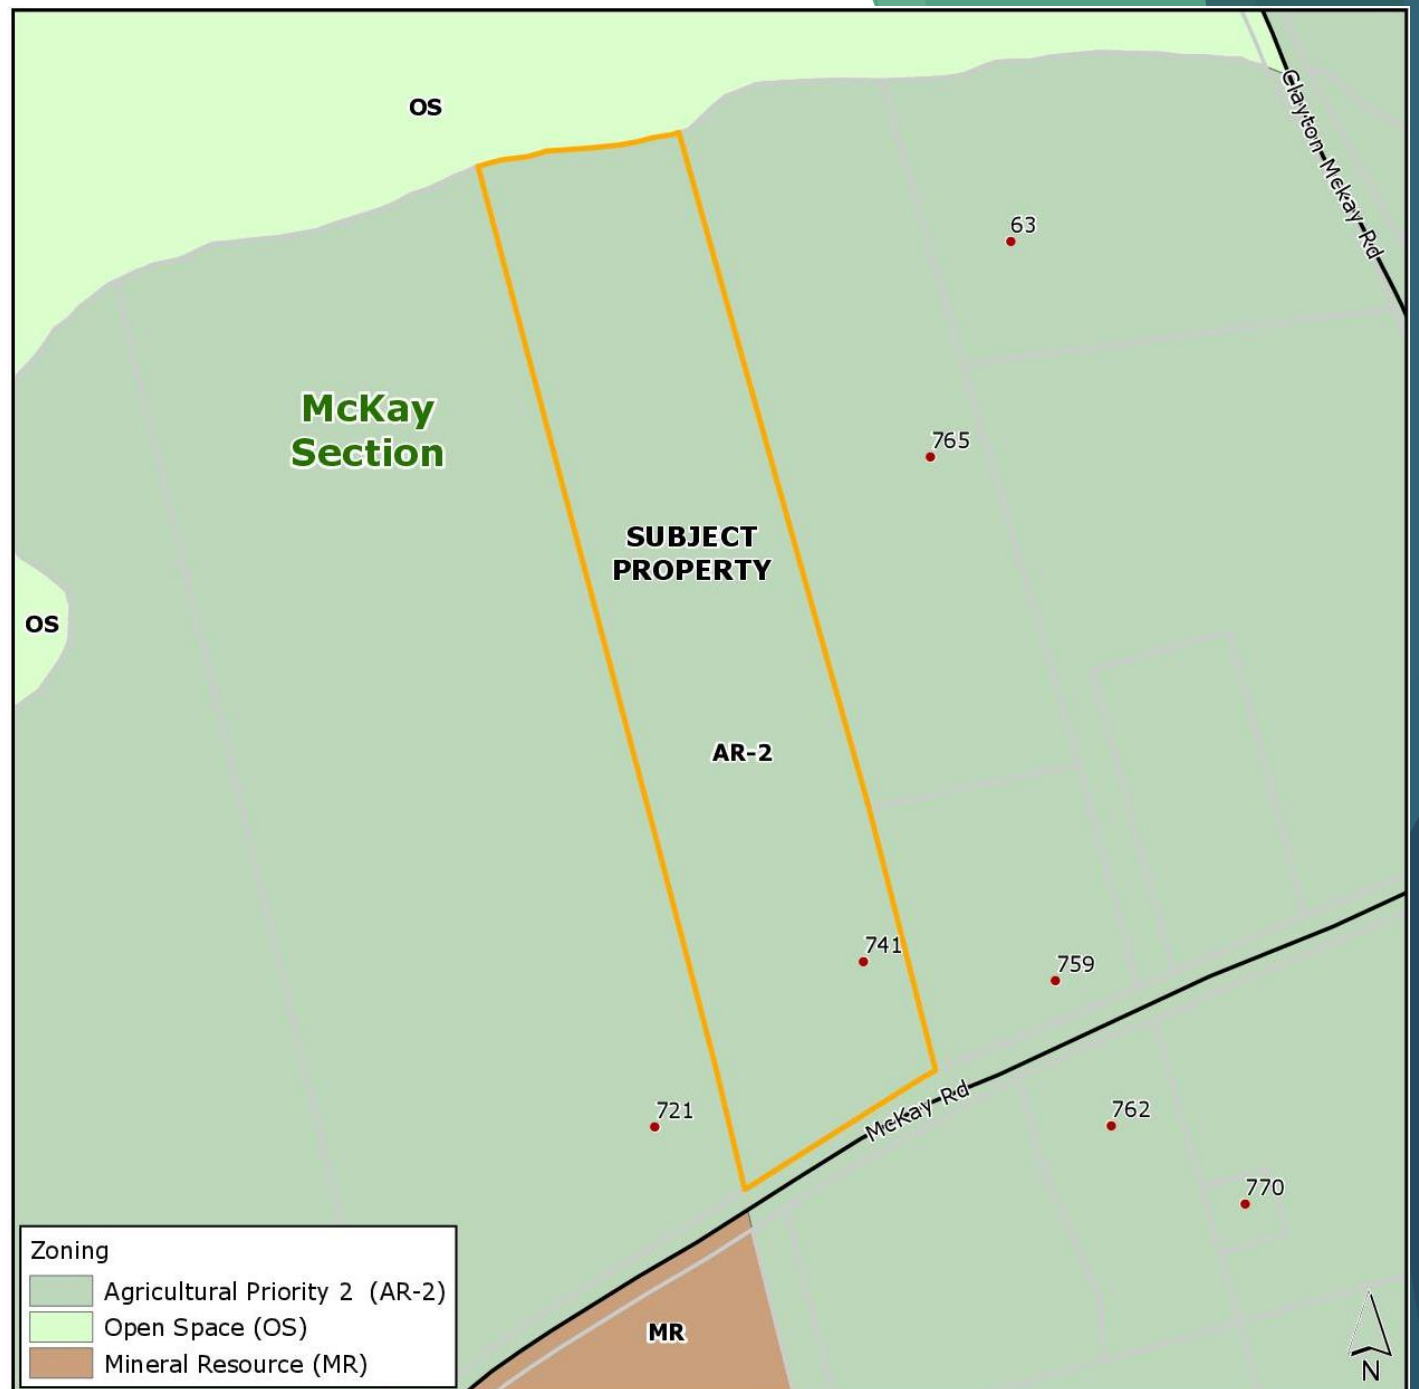 OS
Clayton Mckay Rd
63
McKay
Section
765
SUBJECT
PROPERTY
OS
AR-2
741
759
McKay Rd
721
762
770
Zoning
Agricultural Priority 2 (AR-2)
Open Space (OS)
Mineral Resource (MR)
MR
N